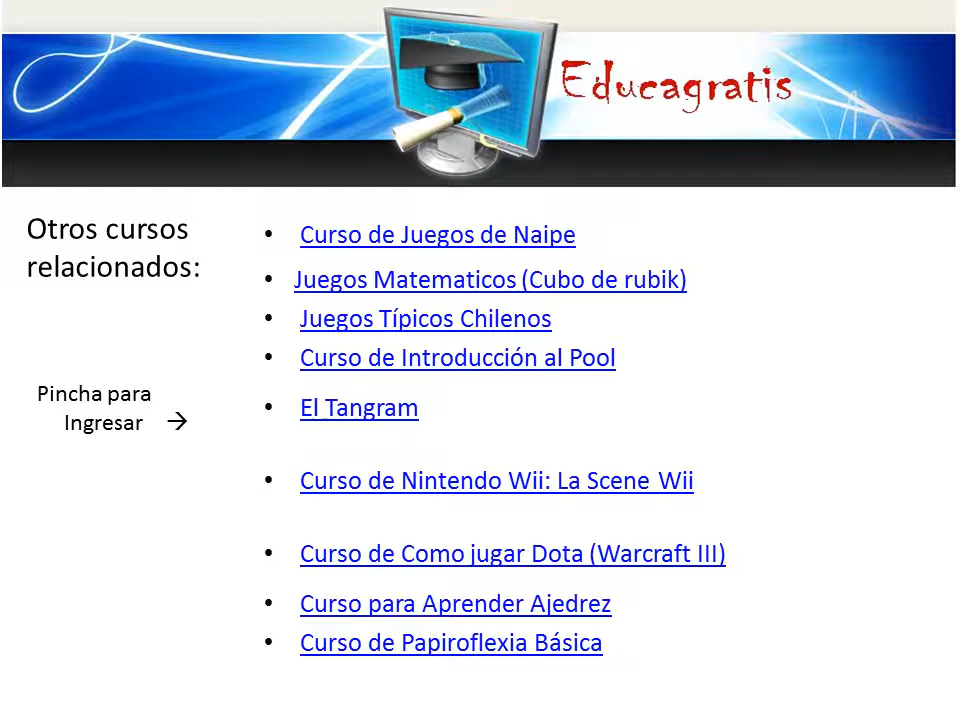 Educagratis
Otros cursos
relacionados:
• Curso de Juegos de Naipe
• Juegos Matematicos (Cubo de rubik)
• Juegos Típicos Chilenos
• Curso de Introducción al Pool
Pincha para
Ingresar →
• El Tangram
• Curso de Nintendo Wii: La Scene Wii
• Curso de Como jugar Dota (Warcraft III)
• Curso para Aprender Ajedrez
• Curso de Papiroflexia Básica